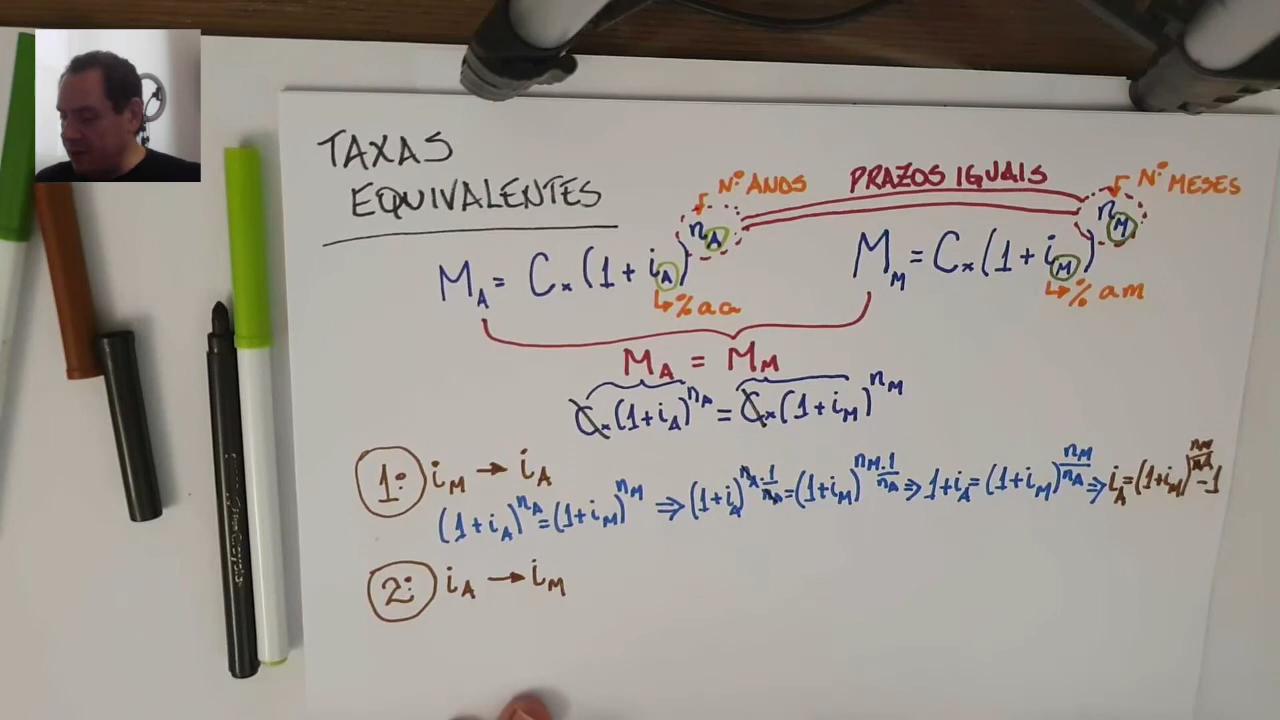 TAXAS
EQUIVALENTES
Nº ANOS
PRAZOS IGUAIS
Nº MESES
M_A = C × (1 + i_A)^{n_A}
M_M = C × (1 + i_M)^{n_M}
↳ % aa
↳ % am
M_A = M_M
C × (1 + i_A)^{n_A} = C × (1 + i_M)^{n_M}
1: i_M → i_A
(1 + i_A)^{n_A} = (1 + i_M)^{n_M} ⇒ (1 + i_A)^{n_A · 1/n_A} = (1 + i_M)^{n_M · 1/n_A} ⇒ 1 + i_A = (1 + i_M)^{n_M/n_A} ⇒ i_A = (1 + i_M)^{n_M/n_A} - 1
2: i_A → i_M